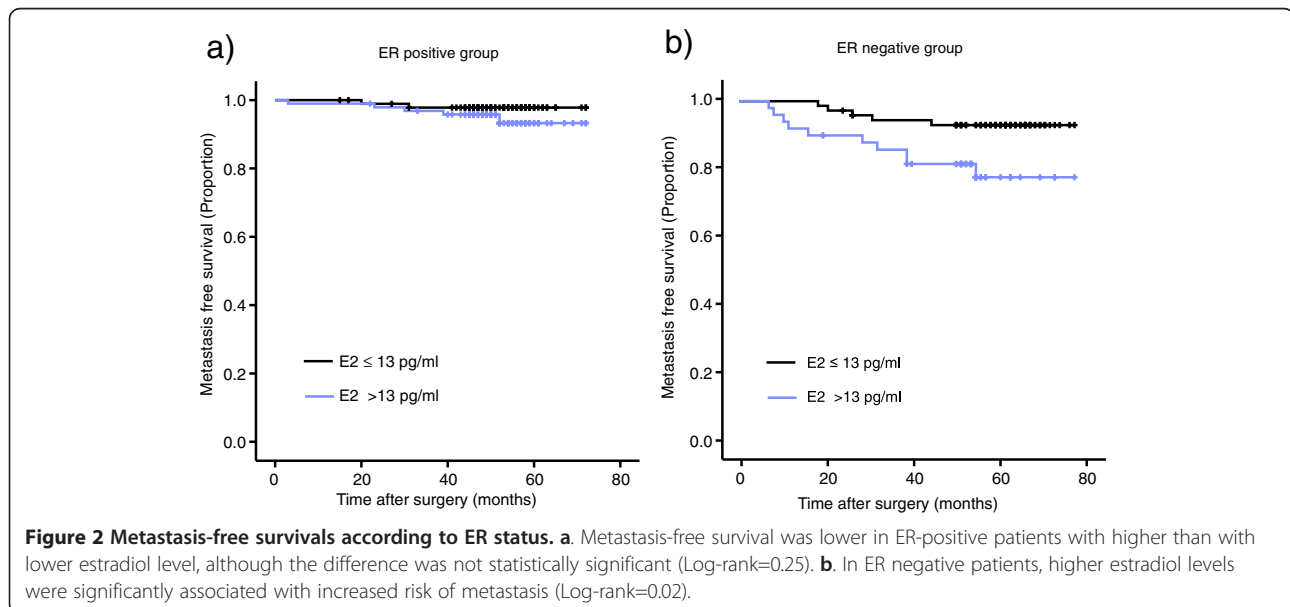 a)
ER positive group
Metastasis free survival (Proportion)
1.0
0.8
0.6
0.4
0.2
0.0
E2 ≤ 13 pg/ml
E2 >13 pg/ml
0 20 40 60 80
Time after surgery (months)
b)
ER negative group
Metastasis free survival (Proportion)
1.0
0.8
0.6
0.4
0.2
0.0
E2 ≤ 13 pg/ml
E2 >13 pg/ml
0 20 40 60 80
Time after surgery (months)
Figure 2 Metastasis-free survivals according to ER status. a. Metastasis-free survival was lower in ER-positive patients with higher than with
lower estradiol level, although the difference was not statistically significant (Log-rank=0.25). b. In ER negative patients, higher estradiol levels
were significantly associated with increased risk of metastasis (Log-rank=0.02).